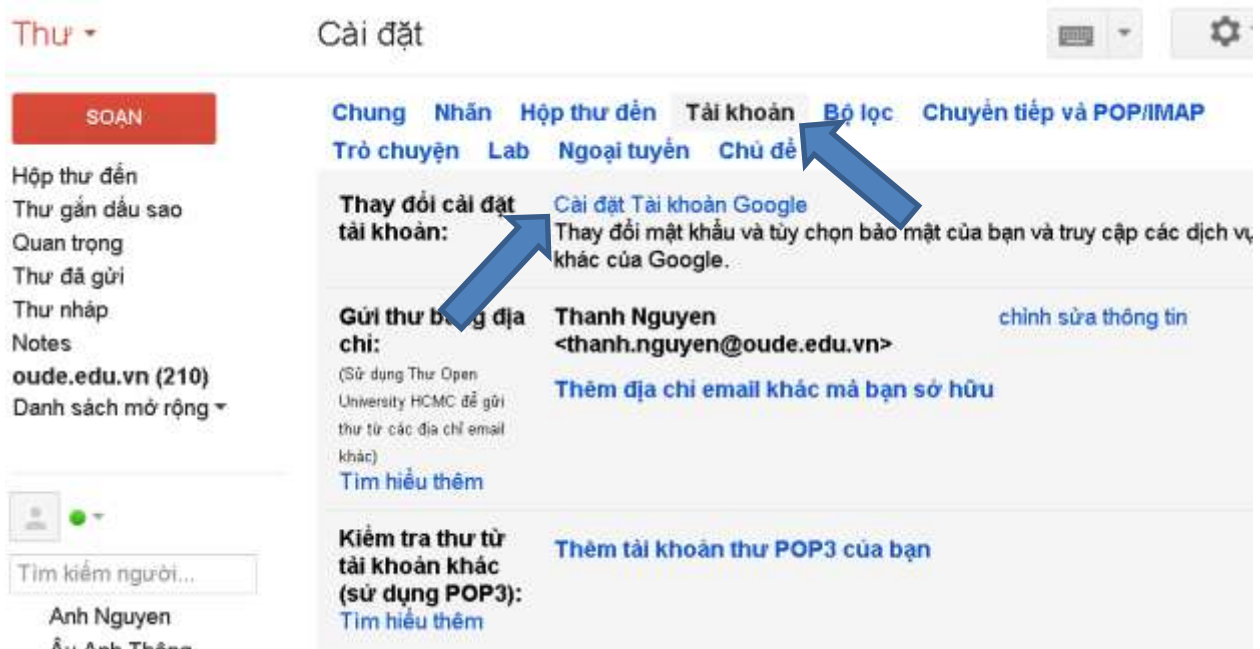 Thư
Cài đặt
SOẠN
Hộp thư đến
Thư gắn dấu sao
Quan trọng
Thư đã gửi
Thư nháp
Notes
oude.edu.vn (210)
Danh sách mở rộng
Tìm kiếm người...
Anh Nguyen
Âu Anh Thông
Chung Nhãn Hộp thư đến Tài khoản Bộ lọc Chuyển tiếp và POP/IMAP
Trò chuyện Lab Ngoại tuyến Chủ đề
Thay đổi cài đặt
tài khoản:
Cài đặt Tài khoản Google
Thay đổi mật khẩu và tùy chọn bảo mật của bạn và truy cập các dịch vụ
khác của Google.
Gửi thư bằng địa
chỉ:
(Sử dụng Thư Open
University HCMC để gửi
thư từ các địa chỉ email
khác)
Tìm hiểu thêm
Thanh Nguyen
<thanh.nguyen@oude.edu.vn>
chỉnh sửa thông tin
Thêm địa chỉ email khác mà bạn sở hữu
Kiểm tra thư từ
tài khoản khác
(sử dụng POP3):
Tìm hiểu thêm
Thêm tài khoản thư POP3 của bạn